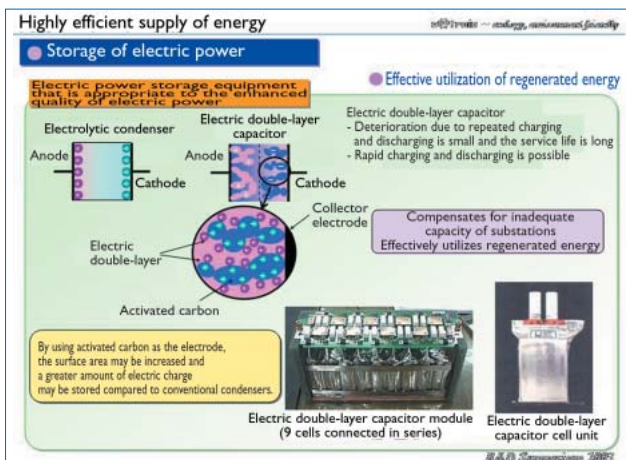 Highly efficient supply of energy
Storage of electric power
Electric power storage equipment
that is appropriate to the enhanced
quality of electric power
Effective utilization of regenerated energy
Electrolytic condenser
Anode
Cathode
Electric double-layer
capacitor
Anode
Cathode
Electric double-layer capacitor
- Deterioration due to repeated charging
and discharging is small and the service life is long
- Rapid charging and discharging is possible
Collector
electrode
Electric
double-layer
Activated carbon
Compensates for inadequate
capacity of substations
Effectively utilizes regenerated energy
By using activated carbon as the electrode,
the surface area may be increased and
a greater amount of electric charge
may be stored compared to conventional condensers.
Electric double-layer capacitor module
(9 cells connected in series)
Electric double-layer
capacitor cell unit